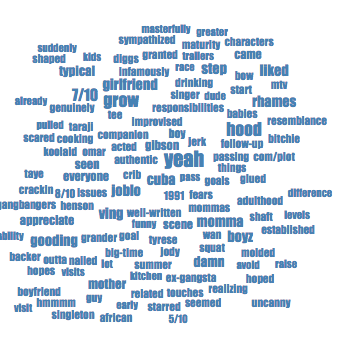 masterfully greater
sympathized maturity characters
suddenly
shaped kids diggs granted trailers came
typical infamously race step bow liked
girlfriend drinking mtv
already 7/10 grow singer dude start rhames
genuinely tee responsibilities babies
pulled taraji improvised hood resemblance
scared cooking companion boy follow-up bitchie
koolaid omar acted gibson jerk passing com/plot
seen authentic yeah things
taye everyone crib cuba pass goals glued
crackin 8/10 issues joblo 1991 fears difference
gangbangers henson mommas adulthood
appreciate ving well-written momma shaft levels
funny scene established
ability gooding grander goal tyrese wan boyz
backer outta nailed big-time jody squat molded
hopes visits lot summer damn avoid raise
mother kitchen ex-gangsta hoped
boyfriend guy related touches realizing
visit hmmmm early starred seemed uncanny
singleton african 5/10